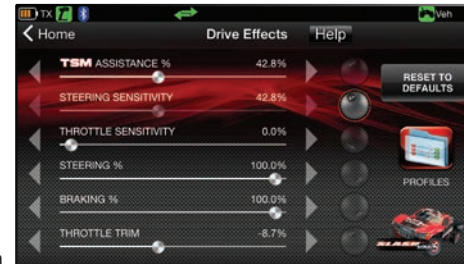 TX Veh
Home Drive Effects Help
TSM ASSISTANCE % 42.8%
RESET TO
DEFAULTS
STEERING SENSITIVITY 42.8%
THROTTLE SENSITIVITY 0.0%
STEERING % 100.0%
PROFILES
BRAKING % 100.0%
THROTTLE TRIM -8.7%
SLASH